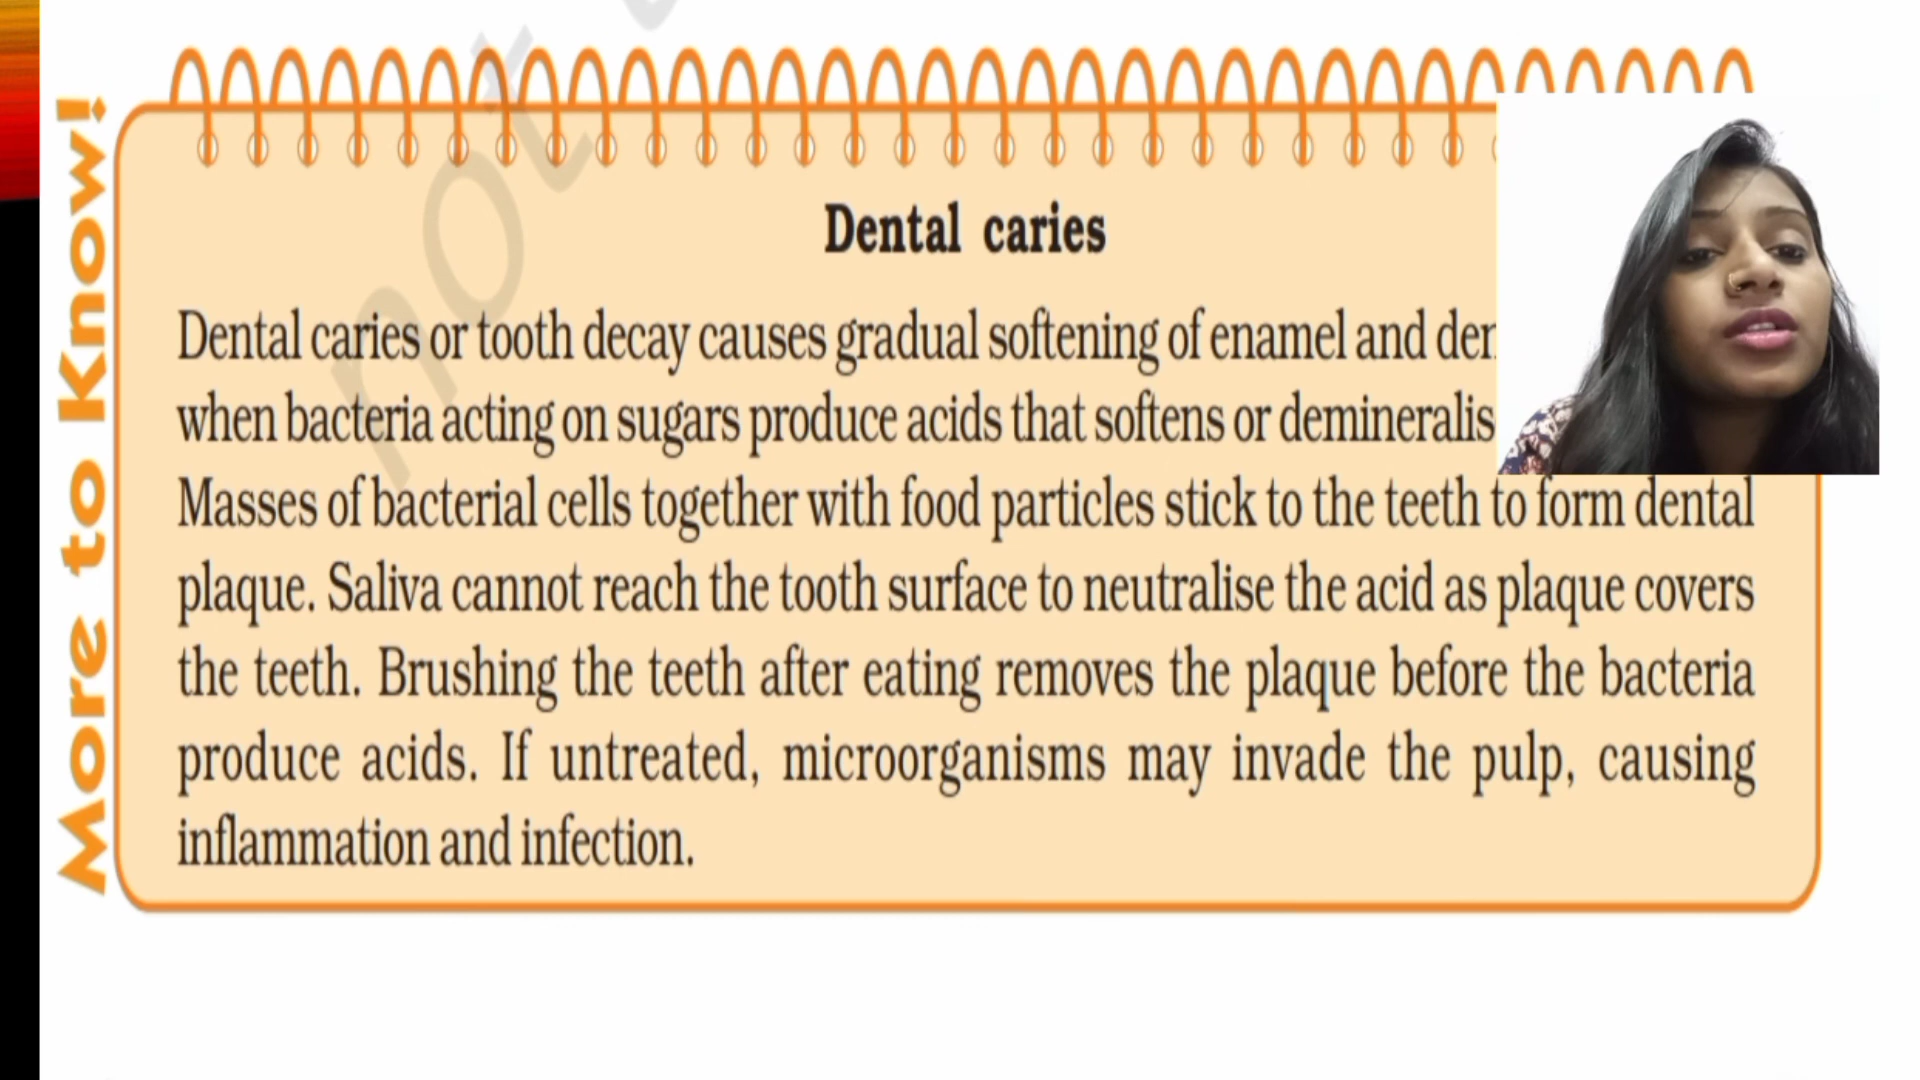 More to Know!
not
Dental caries
Dental caries or tooth decay causes gradual softening of enamel and
when bacteria acting on sugars produce acids that softens or
Masses of bacterial cells together with food particles stick to the teeth to form dental
plaque. Saliva cannot reach the tooth surface to neutralise the acid as plaque covers
the teeth. Brushing the teeth after eating removes the plaque before the bacteria
produce acids. If untreated, microorganisms may invade the pulp, causing
inflammation and infection.